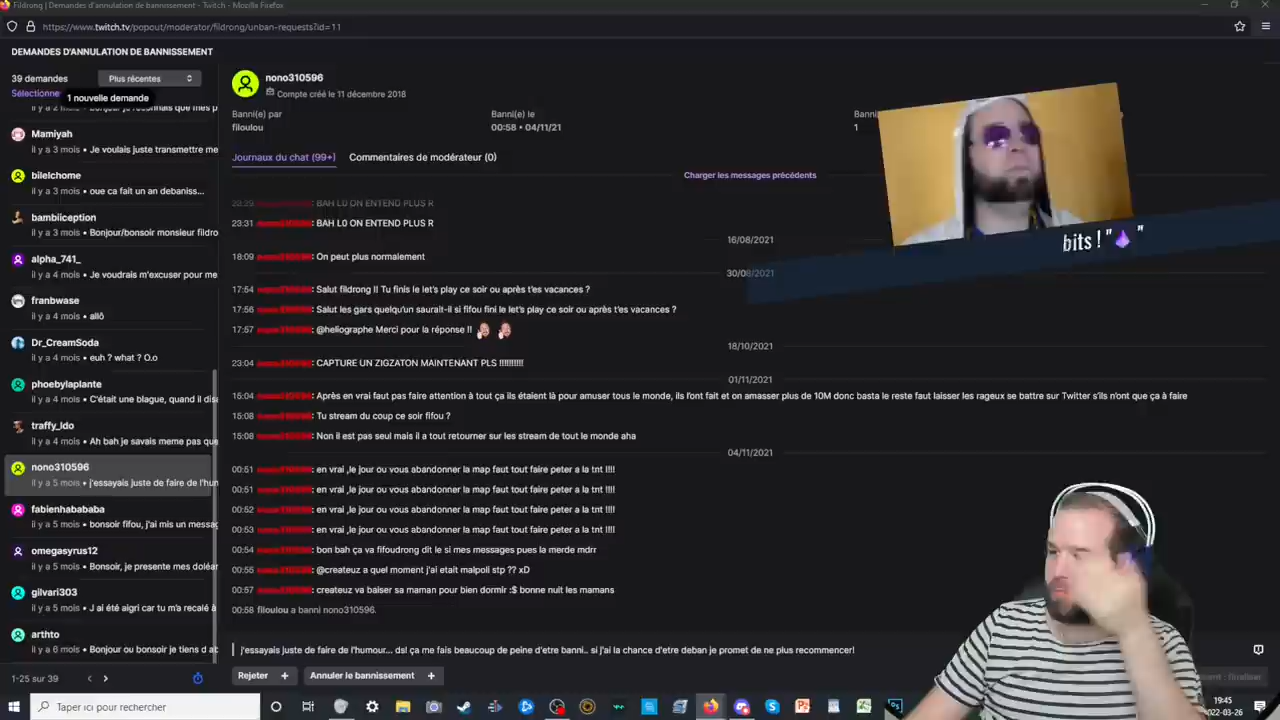 Fildrong | Demandes d'annulation de bannissement - Twitch — Mozilla Firefox
https://www.twitch.tv/popout/moderator/fildrong/unban-requests?id=11
DEMANDES D'ANNULATION DE BANNISSEMENT
39 demandes
Plus récentes
Sélectionne
1 nouvelle demande
Mamiyah
il y a 3 mois • Je voulais juste transmettre me
bilelchome
il y a 3 mois • oue ca fait un an debaniss...
bambiiception
il y a 3 mois • Bonjour/bonsoir monsieur fildro
alpha_741_
il y a 4 mois • Je voudrais m'excuser pour me
franbwase
il y a 4 mois • allô
Dr_CreamSoda
il y a 4 mois • euh ? what ? O.o
phoebylaplante
il y a 4 mois • C'était une blague, quand il disa
traffy_ldo
il y a 4 mois • Ah bah je savais meme pas que
nono310596
il y a 5 mois • j'essayais juste de faire de l'hum
fabienhabababa
il y a 5 mois • bonsoir fifou, j'ai mis un messag
omegasyrus12
il y a 5 mois • Bonsoir, je presente mes doléar
gilvari303
il y a 5 mois • J ai été aigri car tu m'a recalé à
arthto
il y a 6 mois • Bonjour ou bonsoir je tiens d ab
1-25 sur 39
nono310596
Compte créé le 11 décembre 2018
Banni(e) par
filoulou
Banni(e) le
00:58 • 04/11/21
1
Journaux du chat (99+)
Commentaires de modérateur (0)
Charger les messages précédents
: BAH L0 ON ENTEND PLUS R
23:31 : BAH L0 ON ENTEND PLUS R
16/08/2021
18:09 : On peut plus normalement
30/08/2021
17:54 : Salut fildrong !! Tu finis le let's play ce soir ou après t'es vacances ?
17:56 : Salut les gars quelqu'un saurait-il si fifou fini le let's play ce soir ou après t'es vacances ?
17:57 : @heliographe Merci pour la réponse !!
18/10/2021
23:04 : CAPTURE UN ZIGZATON MAINTENANT PLS !!!!!!!!!!
01/11/2021
15:04 : Après en vrai faut pas faire attention à tout ça ils étaient là pour amuser tous le monde, ils l'ont fait et on amasser plus de 10M donc basta le reste faut laisser les rageux se battre sur Twitter s'ils n'ont que ça à faire
15:08 : Tu stream du coup ce soir fifou ?
15:08 : Non il est pas seul mais il a tout retourner sur les stream de tout le monde aha
04/11/2021
00:51 : en vrai ,le jour ou vous abandonner la map faut tout faire peter a la tnt !!!!
00:51 : en vrai ,le jour ou vous abandonner la map faut tout faire peter a la tnt !!!!
00:52 : en vrai ,le jour ou vous abandonner la map faut tout faire peter a la tnt !!!!
00:53 : en vrai ,le jour ou vous abandonner la map faut tout faire peter a la tnt !!!!
00:54 : bon bah ça va fifoudrong dit le si mes messages pues la merde mdrr
00:55 : @createuz a quel moment j'ai etait malpoli stp ?? xD
00:57 : createuz va baiser sa maman pour bien dormir :$ bonne nuit les mamans
00:58 filoulou a banni nono310596.
j'essayais juste de faire de l'humour... dsl ça me fais beaucoup de peine d'etre banni.. si j'ai la chance d'etre deban je promet de ne plus recommencer!
Rejeter +
Annuler le bannissement +
bits ! " "
Taper ici pour rechercher
19:45
2022-03-26